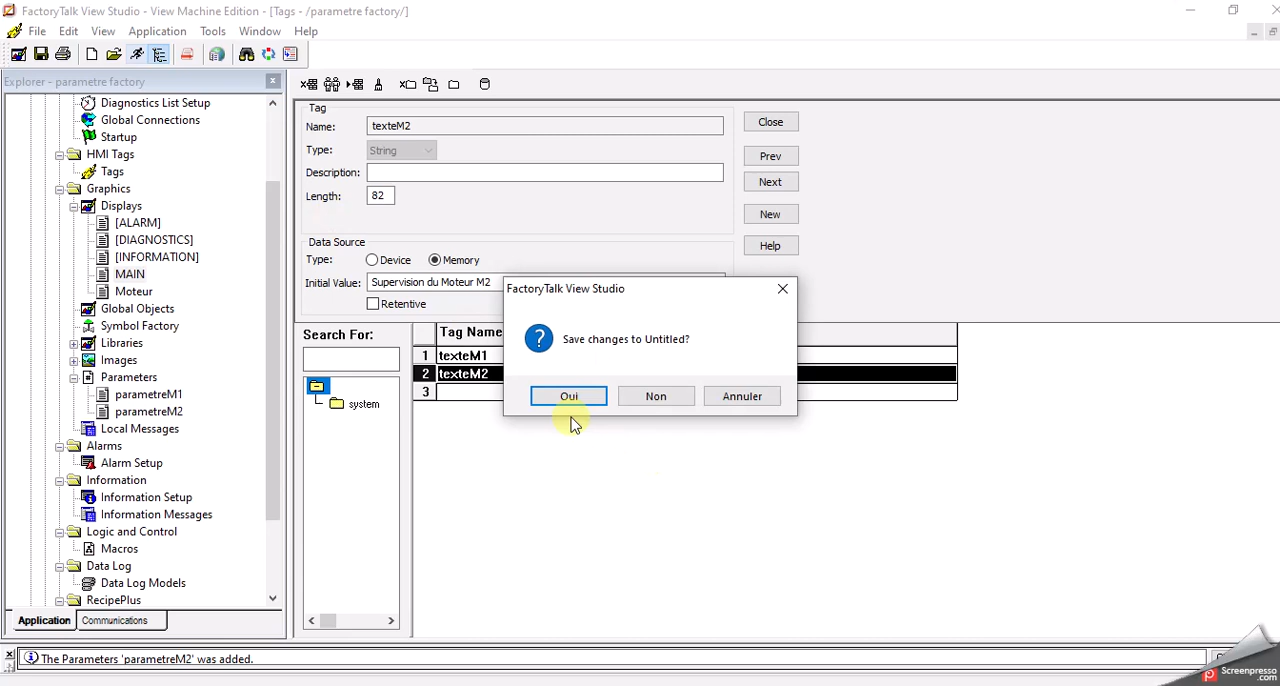 FactoryTalk View Studio - View Machine Edition - [Tags - /parametre factory/]
File Edit View Application Tools Window Help
Explorer - parametre factory
Diagnostics List Setup
Global Connections
Startup
HMI Tags
Tags
Graphics
Displays
[ALARM]
[DIAGNOSTICS]
[INFORMATION]
MAIN
Moteur
Global Objects
Symbol Factory
Libraries
Images
Parameters
parametreM1
parametreM2
Local Messages
Alarms
Alarm Setup
Information
Information Setup
Information Messages
Logic and Control
Macros
Data Log
Data Log Models
RecipePlus
Application Communications
Tag
Name: texteM2
Type: String
Description:
Length: 82
Close
Prev
Next
New
Help
Data Source
Type: Device Memory
Initial Value: Supervision du Moteur M2
Retentive
Search For:
system
Tag Name
1 texteM1
2 texteM2
3
FactoryTalk View Studio
Save changes to Untitled?
Oui Non Annuler
The Parameters 'parametreM2' was added.
Screenpresso
.com